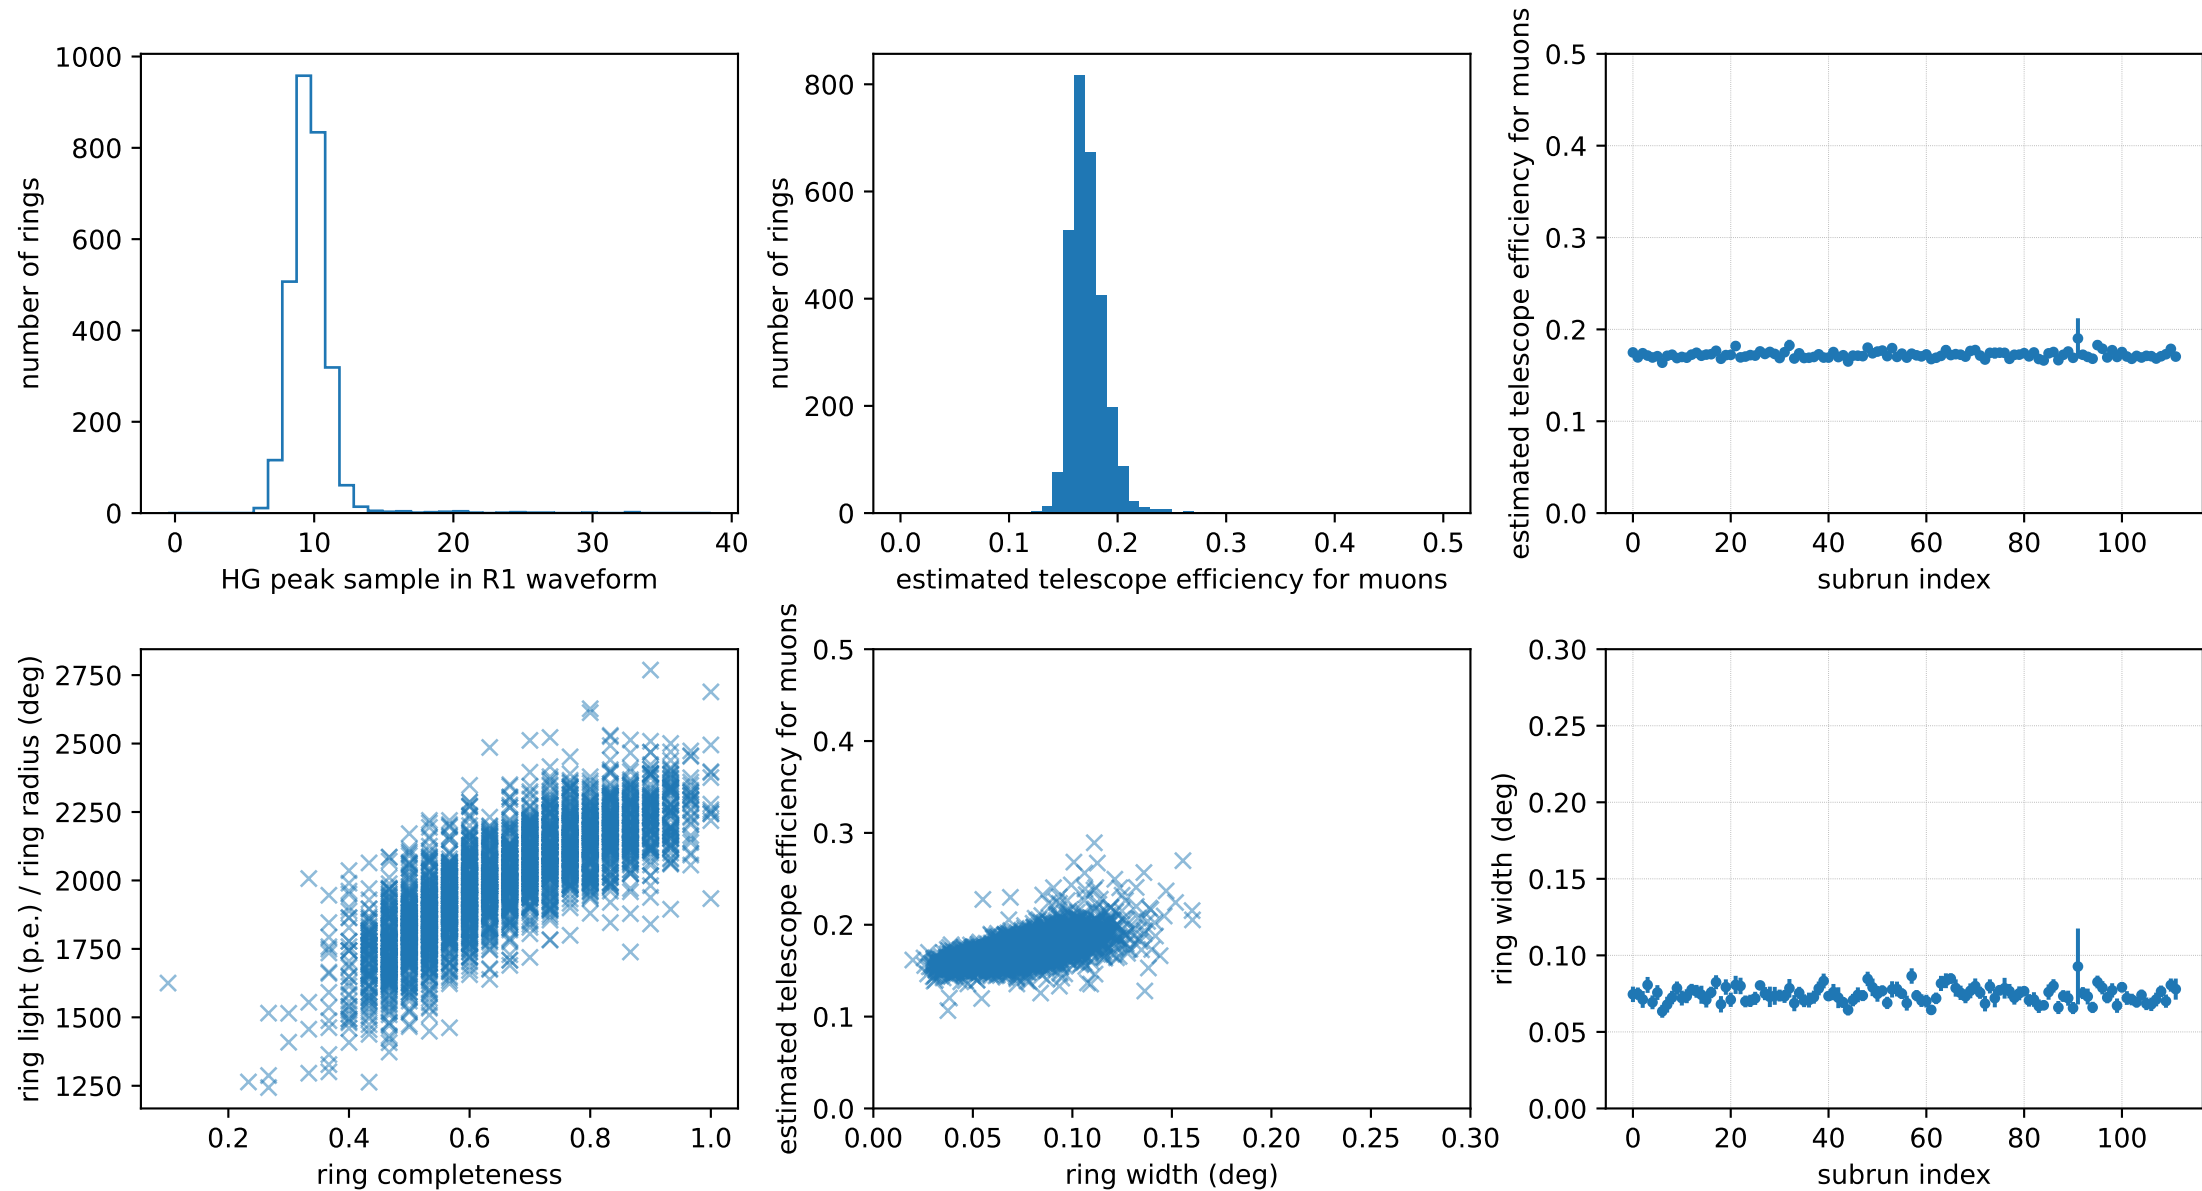 1000
800
600
400
200
0
number of rings
0 10 20 30 40
HG peak sample in R1 waveform
800
600
400
200
0
number of rings
0.0 0.1 0.2 0.3 0.4 0.5
estimated telescope efficiency for muons
0.5
0.4
0.3
0.2
0.1
0.0
estimated telescope efficiency for muons
0 20 40 60 80 100
subrun index
2750
2500
2250
2000
1750
1500
1250
ring light (p.e.) / ring radius (deg)
0.2 0.4 0.6 0.8 1.0
ring completeness
0.5
0.4
0.3
0.2
0.1
0.0
estimated telescope efficiency for muons
0.00 0.05 0.10 0.15 0.20 0.25 0.30
ring width (deg)
0.30
0.25
0.20
0.15
0.10
0.05
0.00
ring width (deg)
0 20 40 60 80 100
subrun index